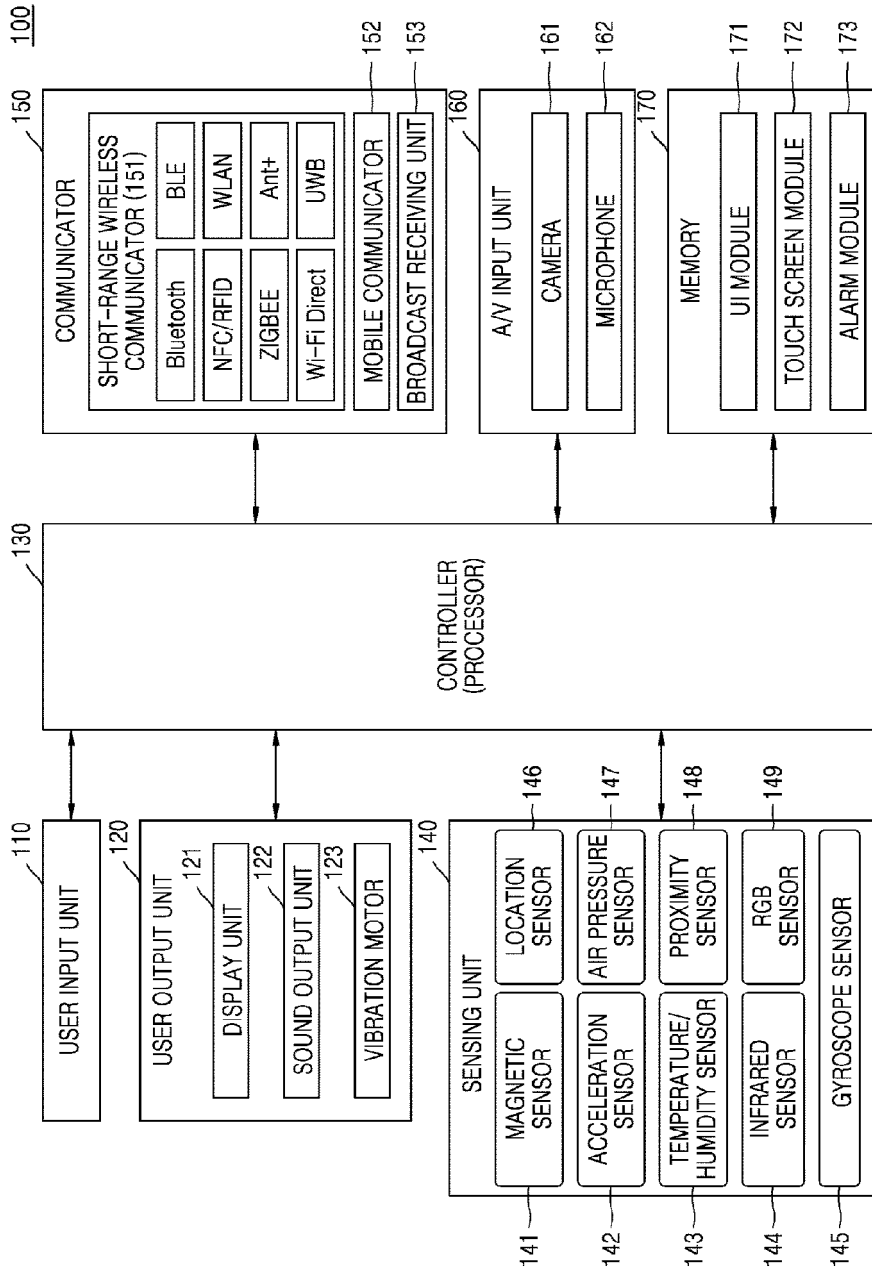 100
110
USER INPUT UNIT
120
USER OUTPUT UNIT
121
DISPLAY UNIT
122
SOUND OUTPUT UNIT
123
VIBRATION MOTOR
140
SENSING UNIT
141
MAGNETIC
SENSOR
LOCATION
SENSOR
146
142
ACCELERATION
SENSOR
AIR PRESSURE
SENSOR
147
143
TEMPERATURE/
HUMIDITY SENSOR
PROXIMITY
SENSOR
148
144
INFRARED
SENSOR
RGB
SENSOR
149
145
GYROSCOPE SENSOR
130
CONTROLLER
(PROCESSOR)
150
COMMUNICATOR
SHORT-RANGE WIRELESS
COMMUNICATOR (151)
Bluetooth
BLE
NFC/RFID
WLAN
ZIGBEE
Ant+
Wi-Fi Direct
UWB
MOBILE COMMUNICATOR
152
BROADCAST RECEIVING UNIT
153
160
A/V INPUT UNIT
CAMERA
161
MICROPHONE
162
170
MEMORY
UI MODULE
171
TOUCH SCREEN MODULE
172
ALARM MODULE
173